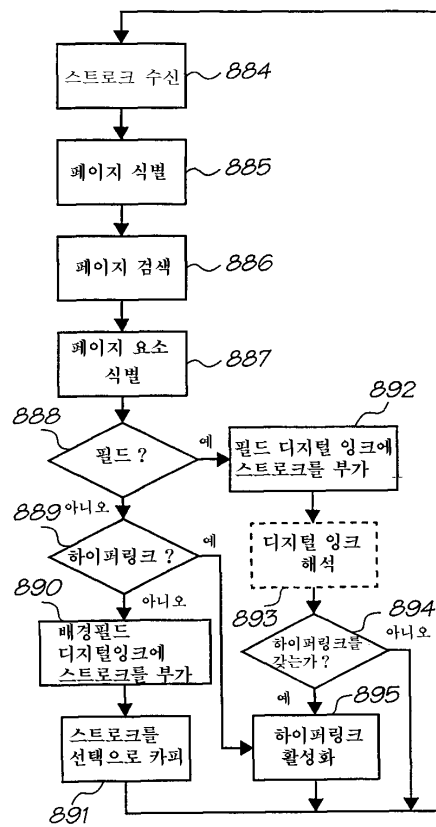 스트로크 수신
884
페이지 식별
885
페이지 검색
886
페이지 요소
식별
887
888
필드 ?
예
892
필드 디지털 잉크에
스트로크를 부가
889
아니오
하이퍼링크 ?
예
디지털 잉크
해석
893
890
아니오
배경필드
디지털잉크에
스트로크를 부가
894
하이퍼링크를
갖는가 ?
아니오
예
895
스트로크를
선택으로 카피
891
하이퍼링크
활성화